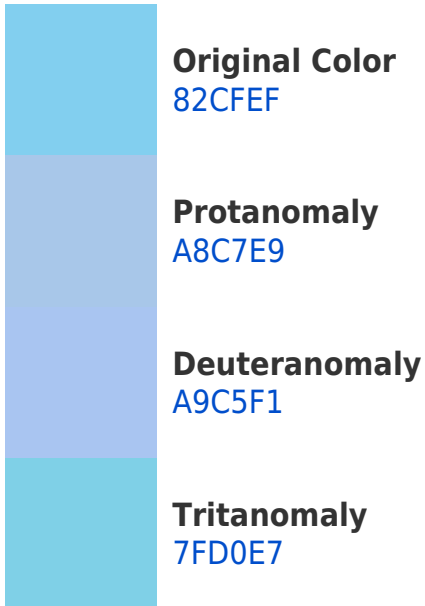 Original Color
82CFEF
Protanomaly
A8C7E9
Deuteranomaly
A9C5F1
Tritanomaly
7FD0E7